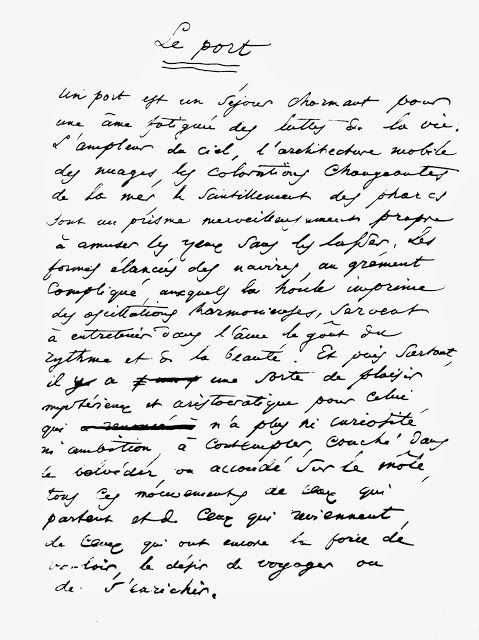 Le port
Un port est un séjour charmant pour
une âme fatiguée des luttes de la vie.
L'ampleur du ciel, l'architecture mobile
des nuages, les colorations changeantes
de la mer, le scintillement des phares
sont un prisme merveilleusement propre
à amuser les yeux sans les lasser. Les
formes élancées des navires, au gréement
compliqué, auxquels la houle imprime
des oscillations harmonieuses, servent
à entretenir dans l'âme le goût du
rythme et de la beauté. Et puis, surtout,
il y a une sorte de plaisir
mystérieux et aristocratique pour celui
qui n'a plus ni curiosité,
ni ambition, à contempler, couché dans
le belvéder ou accoudé sur le môle,
tous ces mouvements de ceux qui
partent et de ceux qui reviennent,
de ceux qui ont encore la force de
vouloir, le désir de voyager ou
de s'enrichir.